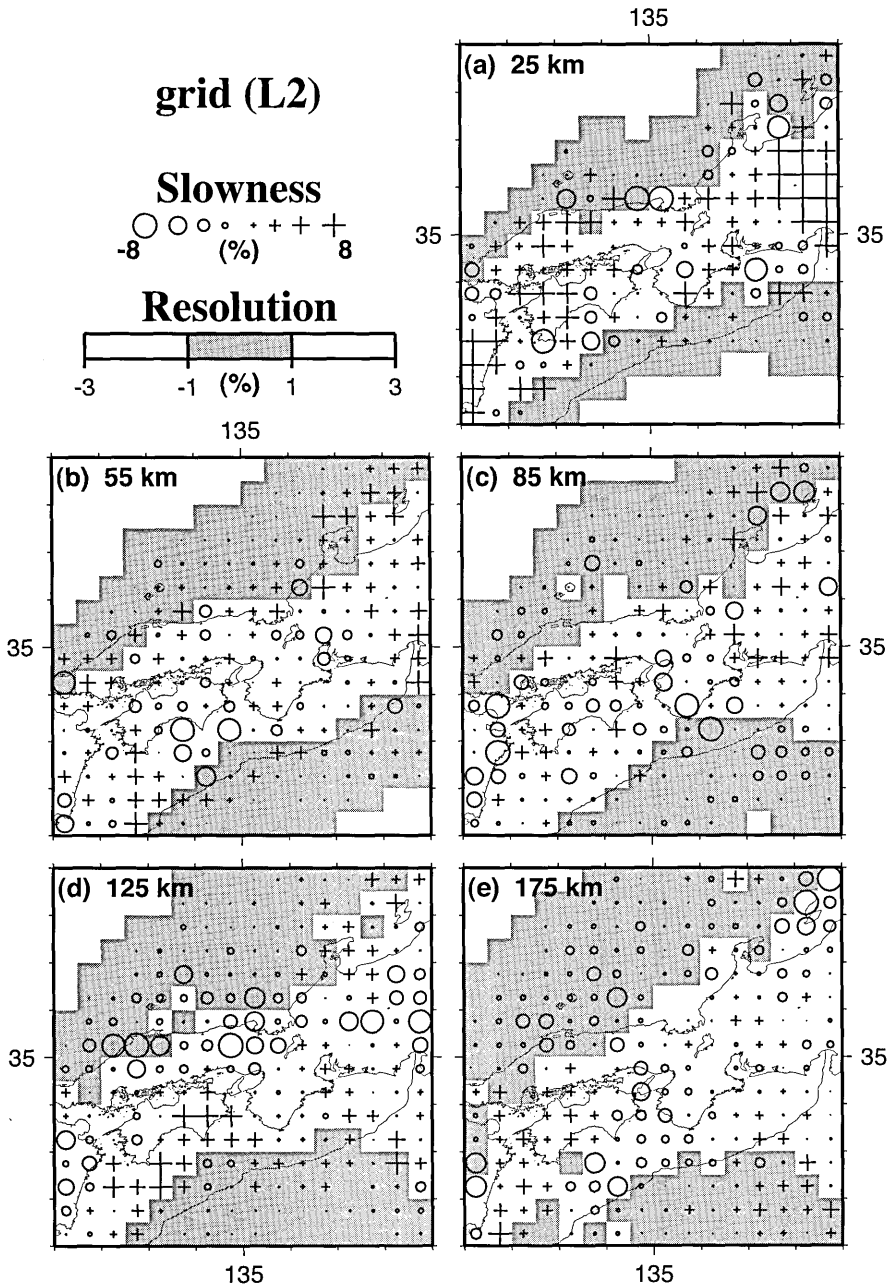 135
(a) 25 km
grid (L2)
Slowness
-8 (%) 8
35
Resolution
-3 -1 (%) 1 3
135
(b) 55 km
(c) 85 km
35 35
(d) 125 km
(e) 175 km
35 35
135 135